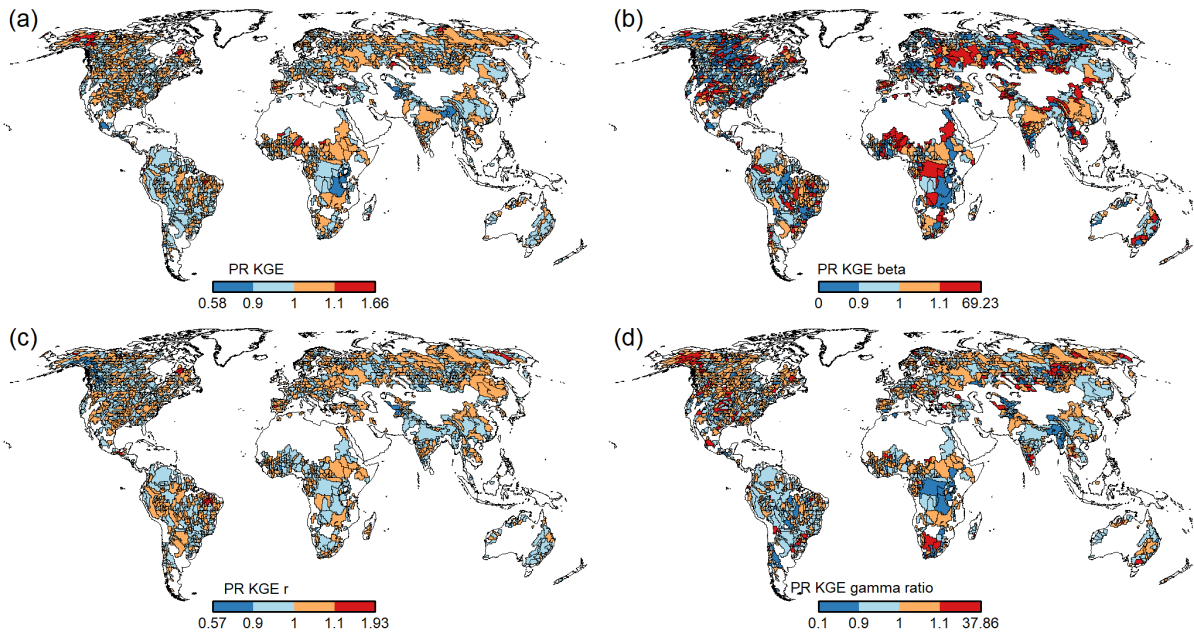 (a)
(b)
PR KGE
0.58 0.9 1 1.1 1.66
PR KGE beta
0 0.9 1 1.1 69.23
(c)
(d)
PR KGE r
0.57 0.9 1 1.1 1.93
PR KGE gamma ratio
0.1 0.9 1 1.1 37.86